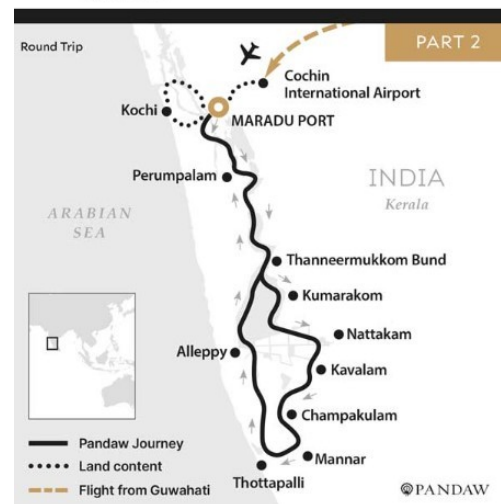 Round Trip
PART 2
Cochin
International Airport
Kochi
MARADU PORT
Perumpalam
INDIA
Kerala
ARABIAN
SEA
Thanneermukkom Bund
Kumarakom
Nattakam
Alleppy
Kavalam
Champakulam
Mannar
Thottapalli
Pandaw Journey
Land content
Flight from Guwahati
PANDAW